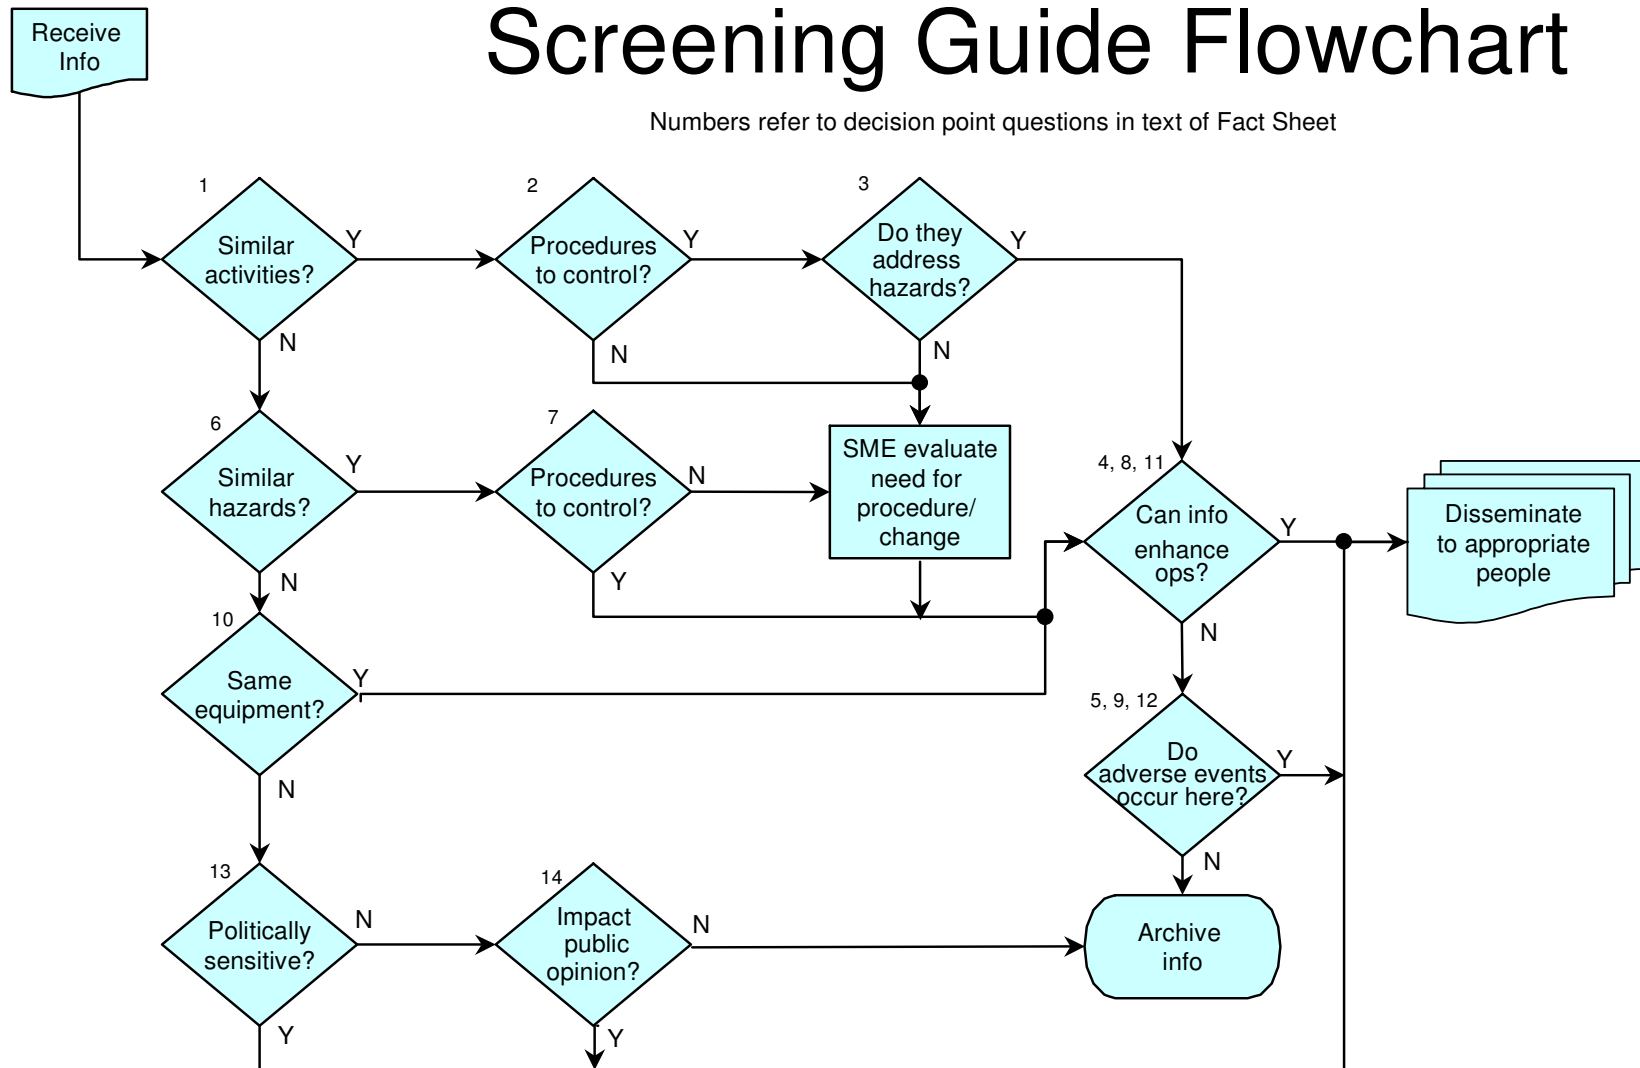 Receive
Info
Screening Guide Flowchart
Numbers refer to decision point questions in text of Fact Sheet
1
Similar
activities?
Y
N
2
Procedures
to control?
Y
N
3
Do they
address
hazards?
Y
N
6
Similar
hazards?
Y
N
7
Procedures
to control?
N
Y
SME evaluate
need for
procedure/
change
4, 8, 11
Can info
enhance
ops?
Y
N
Disseminate
to appropriate
people
10
Same
equipment?
Y
N
5, 9, 12
Do
adverse events
occur here?
Y
N
13
Politically
sensitive?
N
Y
14
Impact
public
opinion?
N
Y
Archive
info